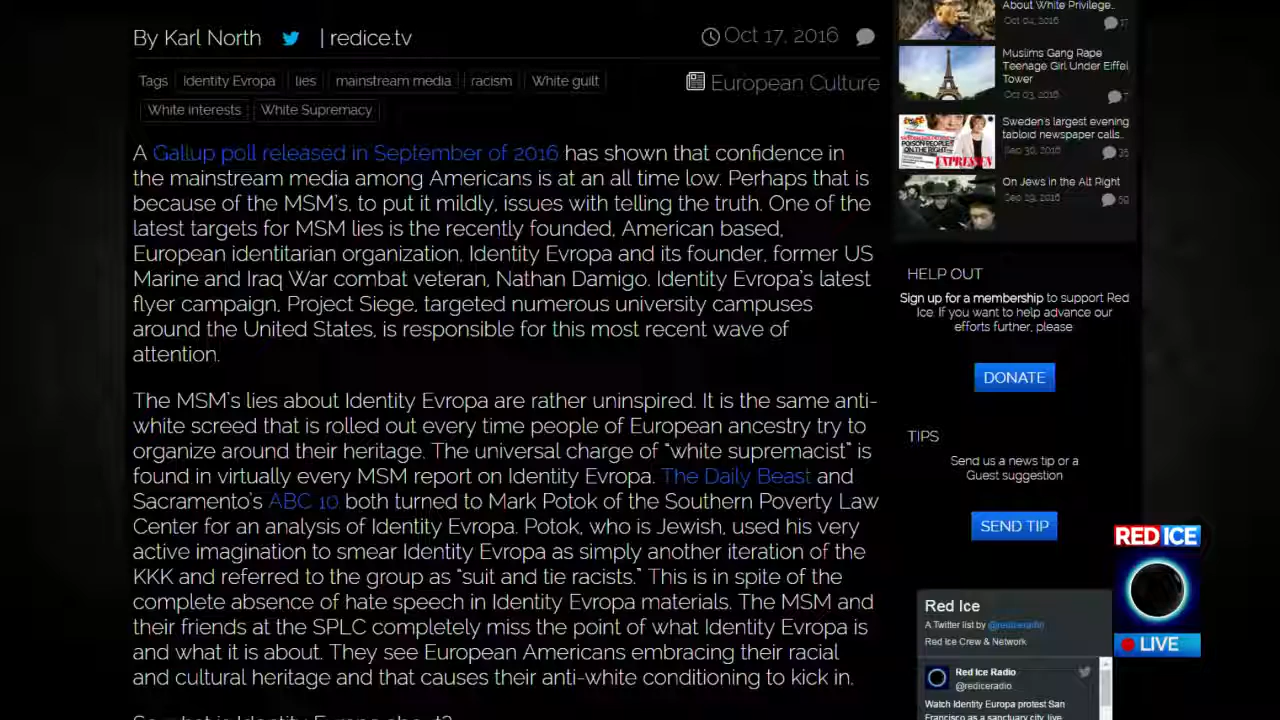 By Karl North | redice.tv
Oct 17, 2016
Tags Identity Evropa lies mainstream media racism White guilt
White interests White Supremacy
European Culture
A Gallup poll released in September of 2016 has shown that confidence in
the mainstream media among Americans is at an all time low. Perhaps that is
because of the MSM's, to put it mildly, issues with telling the truth. One of the
latest targets for MSM lies is the recently founded, American based,
European identitarian organization, Identity Evropa and its founder, former US
Marine and Iraq War combat veteran, Nathan Damigo. Identity Evropa's latest
flyer campaign, Project Siege, targeted numerous university campuses
around the United States, is responsible for this most recent wave of
attention.
The MSM's lies about Identity Evropa are rather uninspired. It is the same anti-
white screed that is rolled out every time people of European ancestry try to
organize around their heritage. The universal charge of "white supremacist" is
found in virtually every MSM report on Identity Evropa. The Daily Beast and
Sacramento's ABC 10 both turned to Mark Potok of the Southern Poverty Law
Center for an analysis of Identity Evropa. Potok, who is Jewish, used his very
active imagination to smear Identity Evropa as simply another iteration of the
KKK and referred to the group as "suit and tie racists." This is in spite of the
complete absence of hate speech in Identity Evropa materials. The MSM and
their friends at the SPLC completely miss the point of what Identity Evropa is
and what it is about. They see European Americans embracing their racial
and cultural heritage and that causes their anti-white conditioning to kick in.
So what is Identity Evropa about?
About White Privilege..
Oct 04, 2016 17
Muslims Gang Rape
Teenage Girl Under Eiffel
Tower
Oct 03, 2016 7
Sweden's largest evening
tabloid newspaper calls..
Sep 30, 2016 35
POISON PEOPLE
ON THE RIGHT
EXPRESSEN
On Jews in the Alt Right
Sep 29, 2016 59
HELP OUT
Sign up for a membership to support Red
Ice. If you want to help advance our
efforts further, please
DONATE
TIPS
Send us a news tip or a
Guest suggestion
SEND TIP
RED ICE
LIVE
Red Ice
A Twitter list by @rediceradio
Red Ice Crew & Network
Red Ice Radio
@rediceradio
Watch Identity Europa protest San
Francisco as a sanctuary city, live